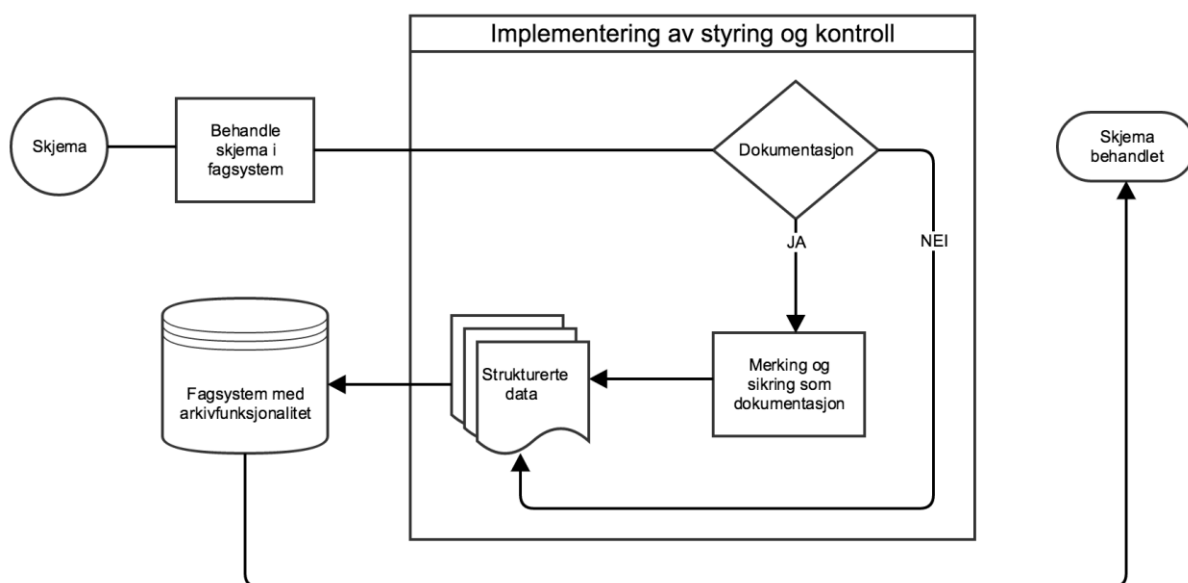 Implementering av styring og kontroll
Skjema
Behandle
skjema i
fagsystem
Dokumentasjon
Skjema
behandlet
JA
NEI
Fagsystem med
arkivfunksjonalitet
Strukturerte
data
Merking og
sikring som
dokumentasjon